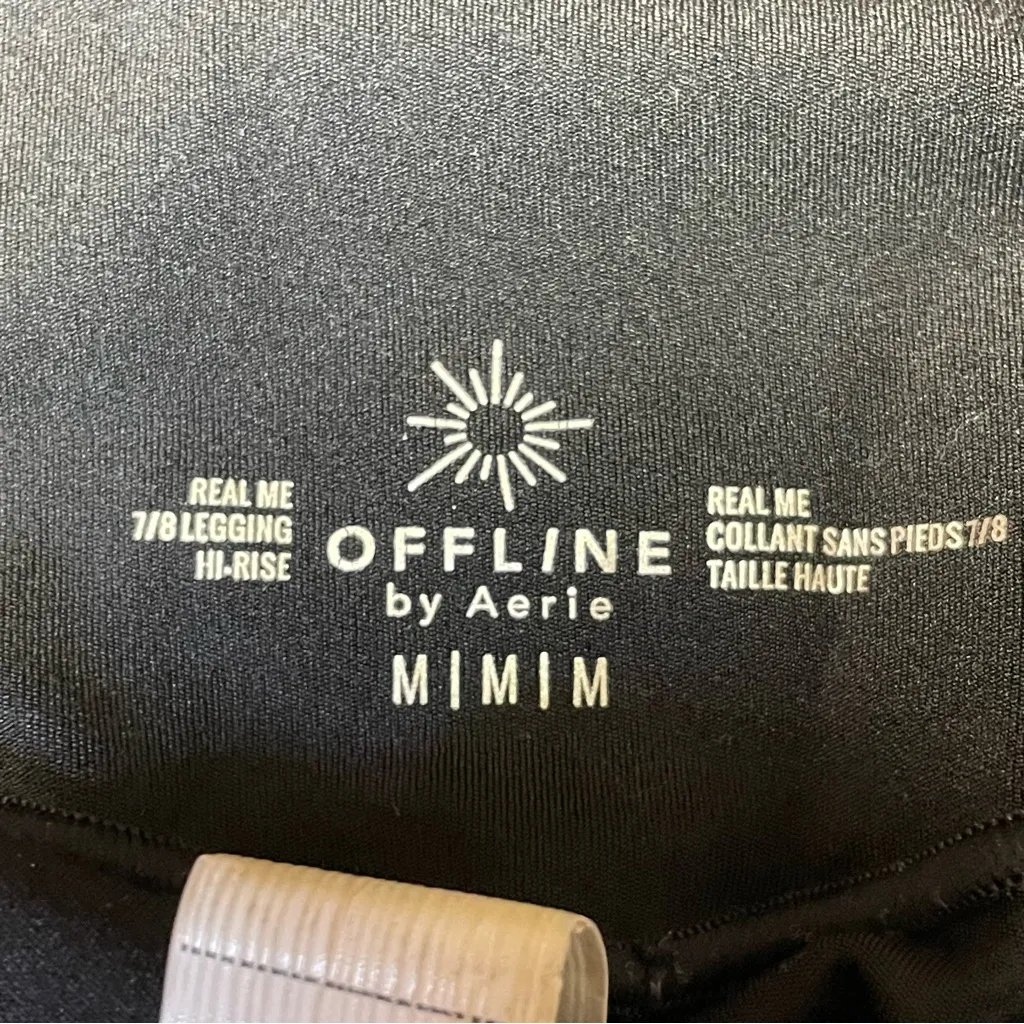 REAL ME
7/8 LEGGING
HI-RISE
OFFLINE
by Aerie
M|M|M
REAL ME
COLLANT SANS PIEDS 7/8
TAILLE HAUTE